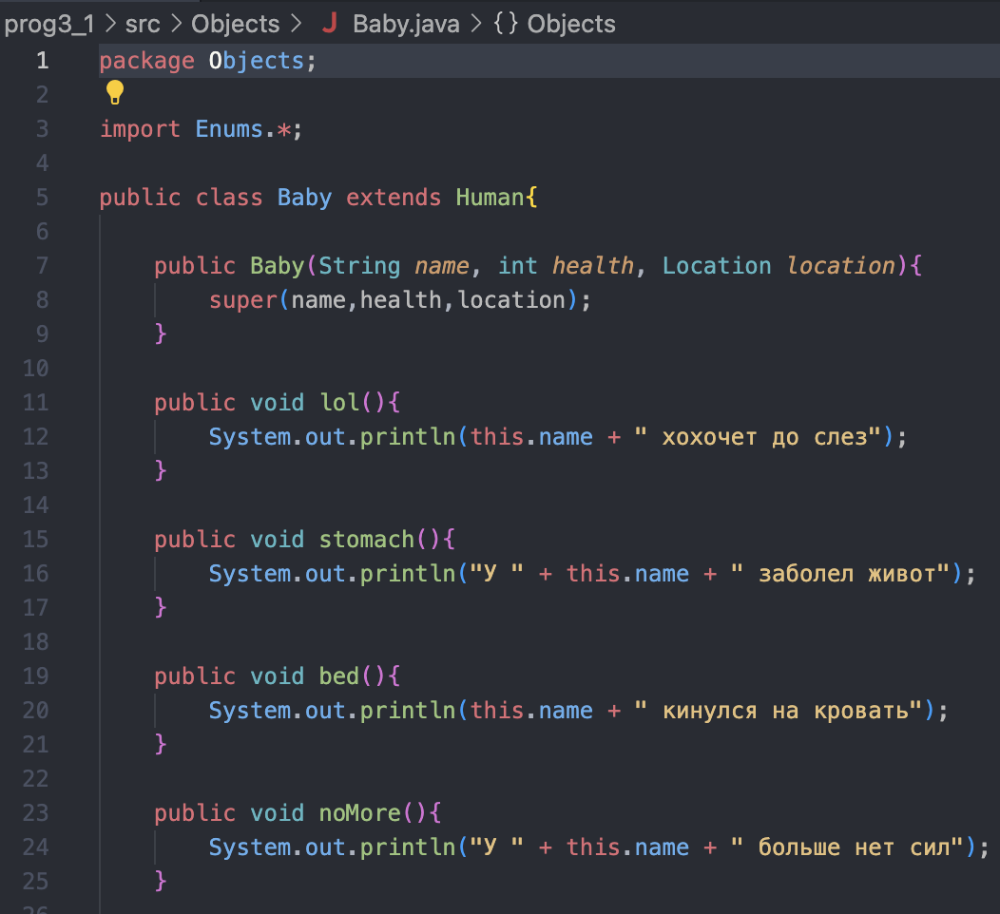 prog3_1 > src > Objects > J Baby.java > {} Objects
1 package Objects;
2
3 import Enums.*;
4
5 public class Baby extends Human{
6
7 public Baby(String name, int health, Location location){
8 super(name,health,location);
9 }
10
11 public void lol(){
12 System.out.println(this.name + " хохочет до слез");
13 }
14
15 public void stomach(){
16 System.out.println("У " + this.name + " заболел живот");
17 }
18
19 public void bed(){
20 System.out.println(this.name + " кинулся на кровать");
21 }
22
23 public void noMore(){
24 System.out.println("У " + this.name + " больше нет сил");
25 }
26